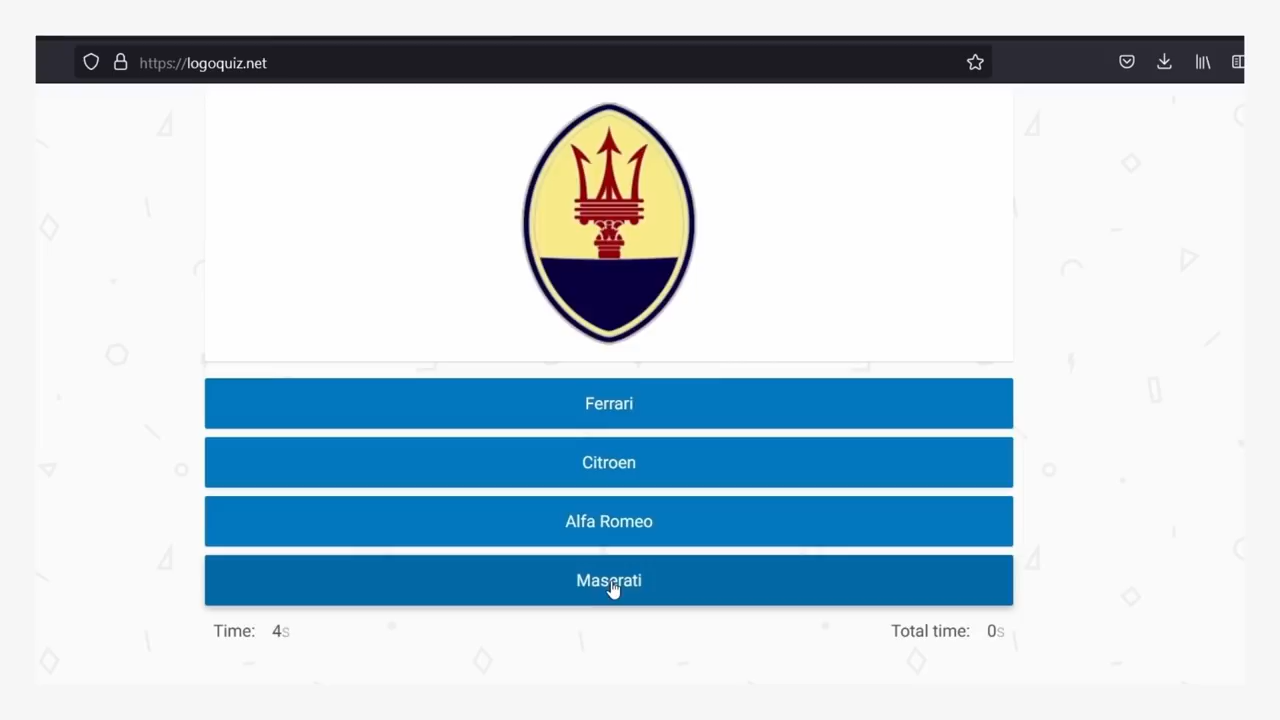 https://logoquiz.net
Ferrari
Citroen
Alfa Romeo
Maserati
Time: 4s Total time: 0s